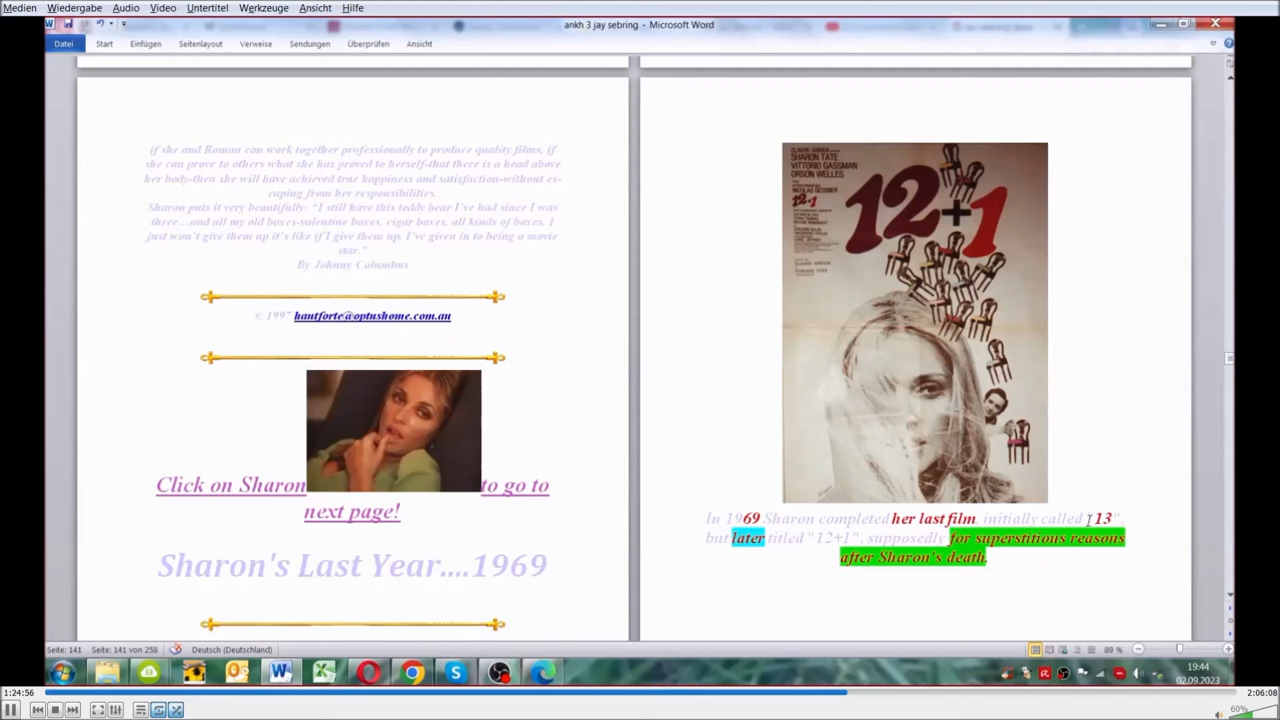 Medien Wiedergabe Audio Video Untertitel Werkzeuge Ansicht Hilfe
ankh 3 jay sebring - Microsoft Word
Datei Start Einfügen Seitenlayout Verweise Sendungen Überprüfen Ansicht
(f she and Roman can work together professionally to produce quality films, if
she can prove to others what she has proved to herself-that there is a head above
her body-then she will have achieved true happiness and satisfaction-without es-
caping from her responsibilities.
Sharon puts it very beautifully: “I still have this teddy bear I've had since I was
three…and all my old boxes-valentine boxes, cigar boxes, all kinds of boxes. I
just won't give them up it's like if I give them up, I've given in to being a movie
star.”
By Johnny Columbus
© 1997 hantforte@optushome.com.au
Click on Sharon to go to
next page!
Sharon's Last Year....1969
SHARON TATE
VITTORIO GASSMAN
ORSON WELLES
NICOLAS GESSNER
12+1
12+1
In 1969 Sharon completed her last film, initially called "13",
but later titled "12+1", supposedly for superstitious reasons
after Sharon's death.
Seite: 141 Seite: 141 von 258 Deutsch (Deutschland) 89 %
19:44
02.09.2023
1:24:56 2:06:08
60%